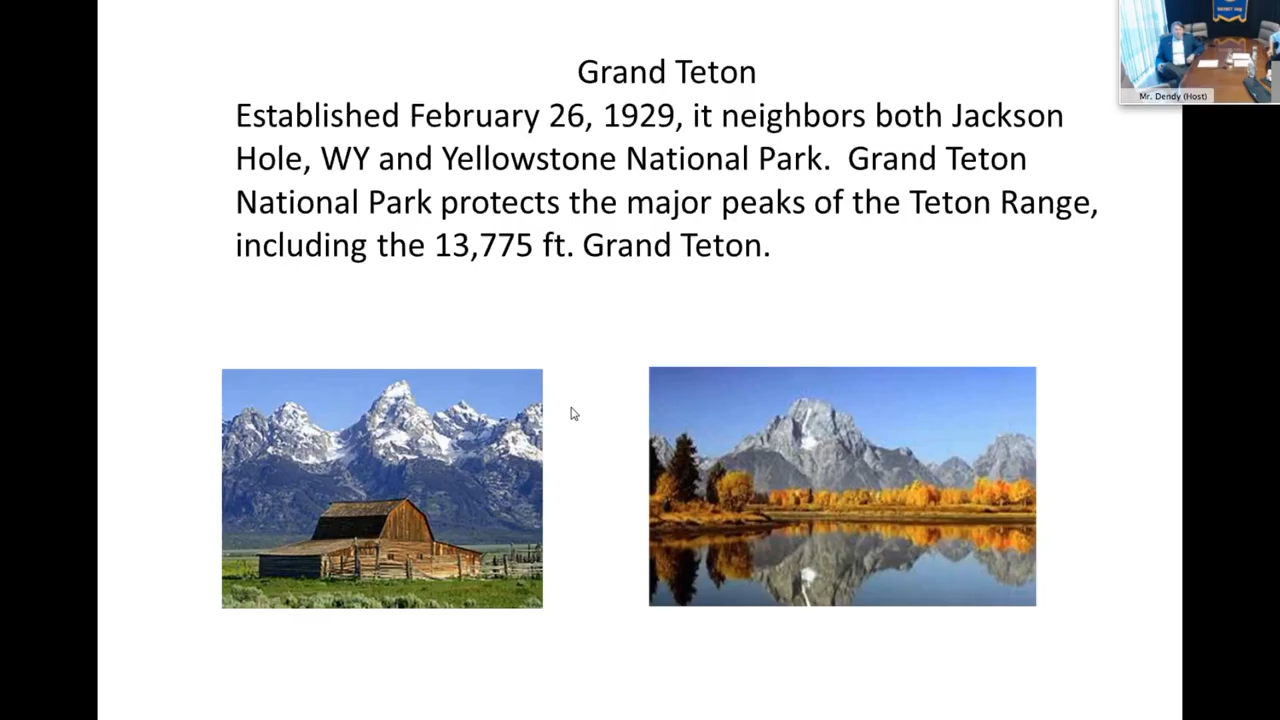 Grand Teton
Established February 26, 1929, it neighbors both Jackson
Hole, WY and Yellowstone National Park.  Grand Teton
National Park protects the major peaks of the Teton Range,
including the 13,775 ft. Grand Teton.
Mr. Dendy (Host)